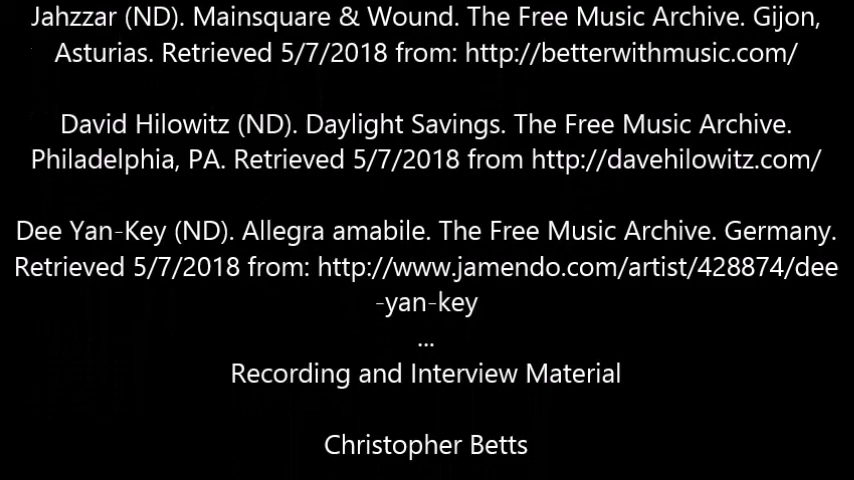 Jahzzar (ND). Mainsquare & Wound. The Free Music Archive. Gijon,
Asturias. Retrieved 5/7/2018 from: http://betterwithmusic.com/
David Hilowitz (ND). Daylight Savings. The Free Music Archive.
Philadelphia, PA. Retrieved 5/7/2018 from http://davehilowitz.com/
Dee Yan-Key (ND). Allegra amabile. The Free Music Archive. Germany.
Retrieved 5/7/2018 from: http://www.jamendo.com/artist/428874/dee
-yan-key
...
Recording and Interview Material
Christopher Betts